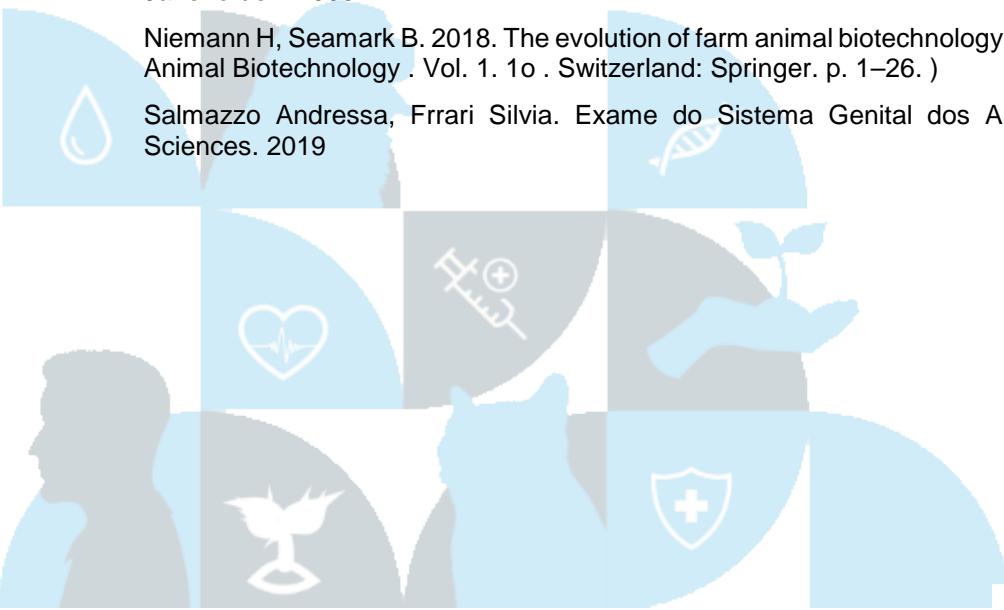 Niemann H, Seamark B. 2018. The evolution of farm animal biotechnology
Animal Biotechnology . Vol. 1. 1o . Switzerland: Springer. p. 1–26. )
Salmazzo Andressa, Frrari Silvia. Exame do Sistema Genital dos A
Sciences. 2019